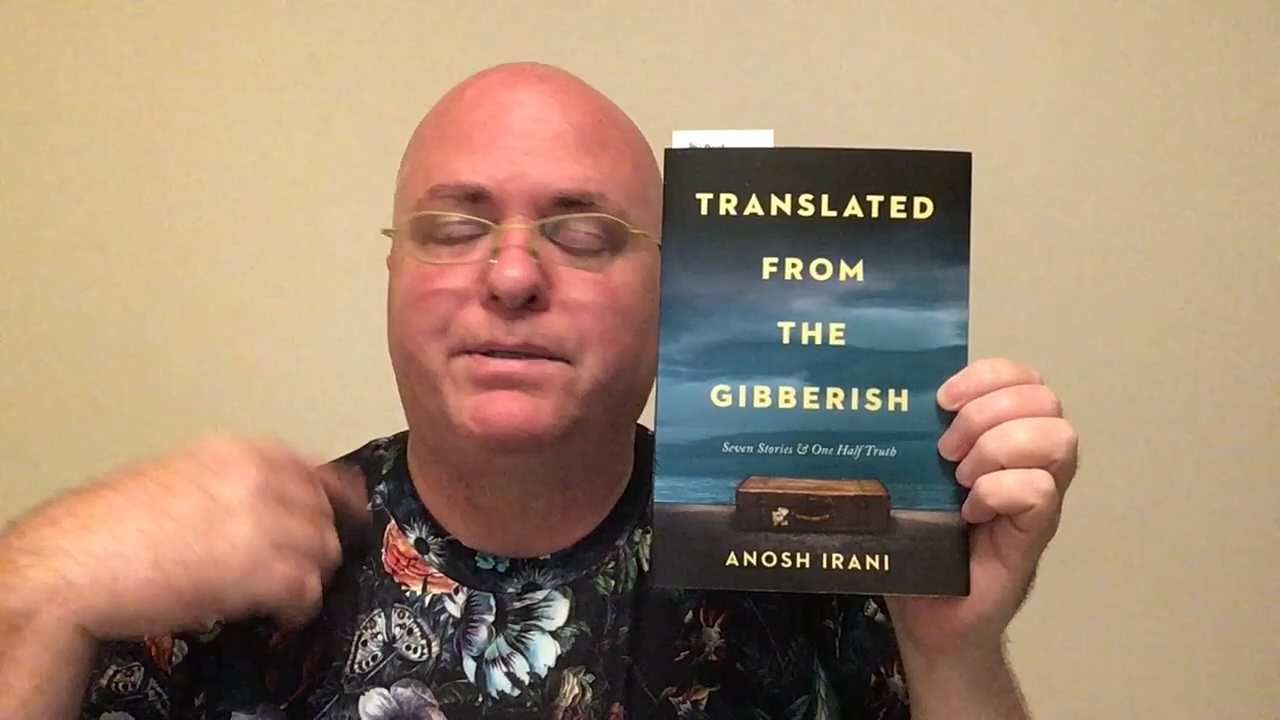 TRANSLATED
FROM
THE
GIBBERISH
Seven Stories & One Half Truth
ANOSH IRANI